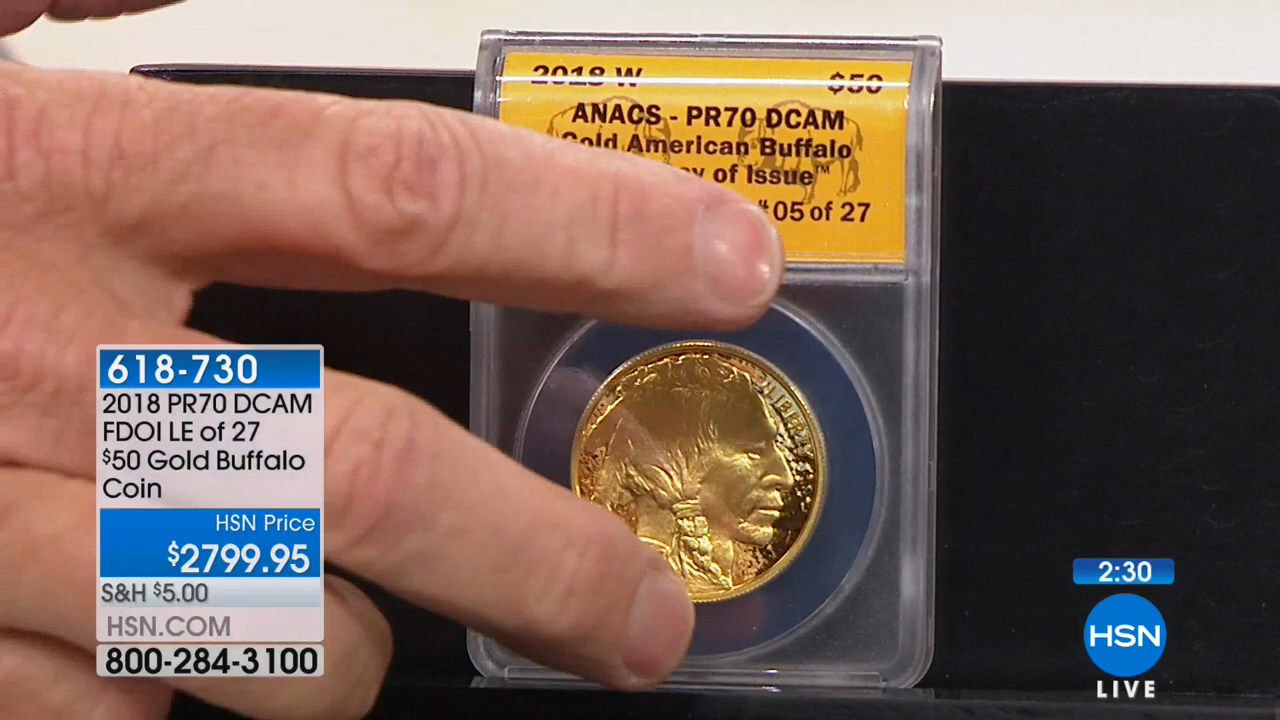 2018 W $50
ANACS - PR70 DCAM
Gold American Buffalo
of Issue™
#05 of 27
LIBERTY
618-730
2018 PR70 DCAM
FDOI LE of 27
$50 Gold Buffalo
Coin
HSN Price
$2799.95
S&H $5.00
HSN.COM
800-284-3100
2:30
HSN
LIVE